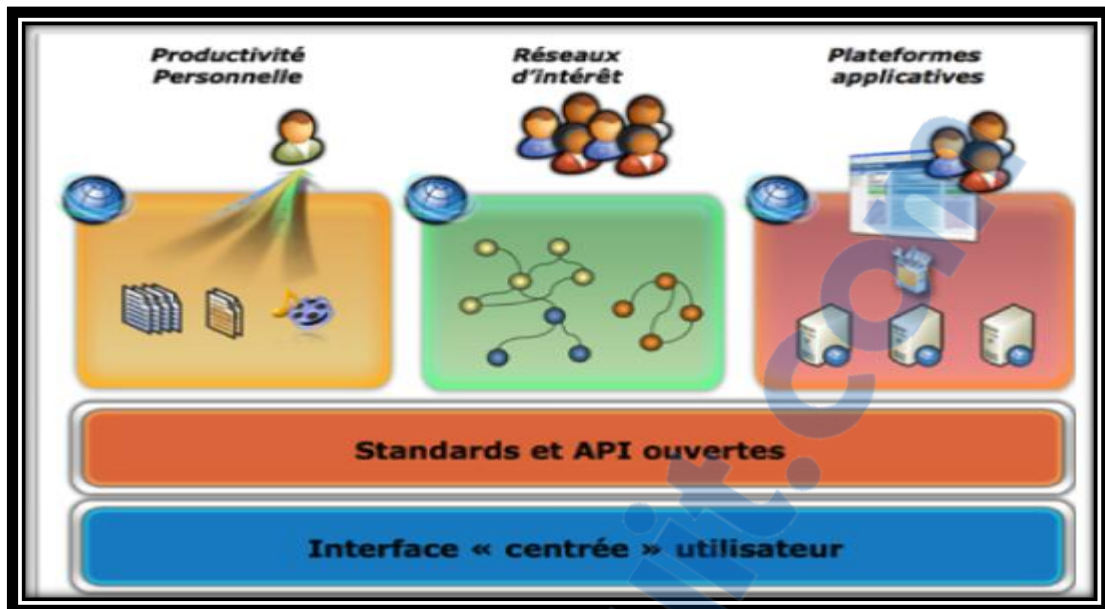 Productivité
Personnelle
Réseaux
d'intérêt
Plateformes
applicatives
Standards et API ouvertes
Interface « centrée » utilisateur